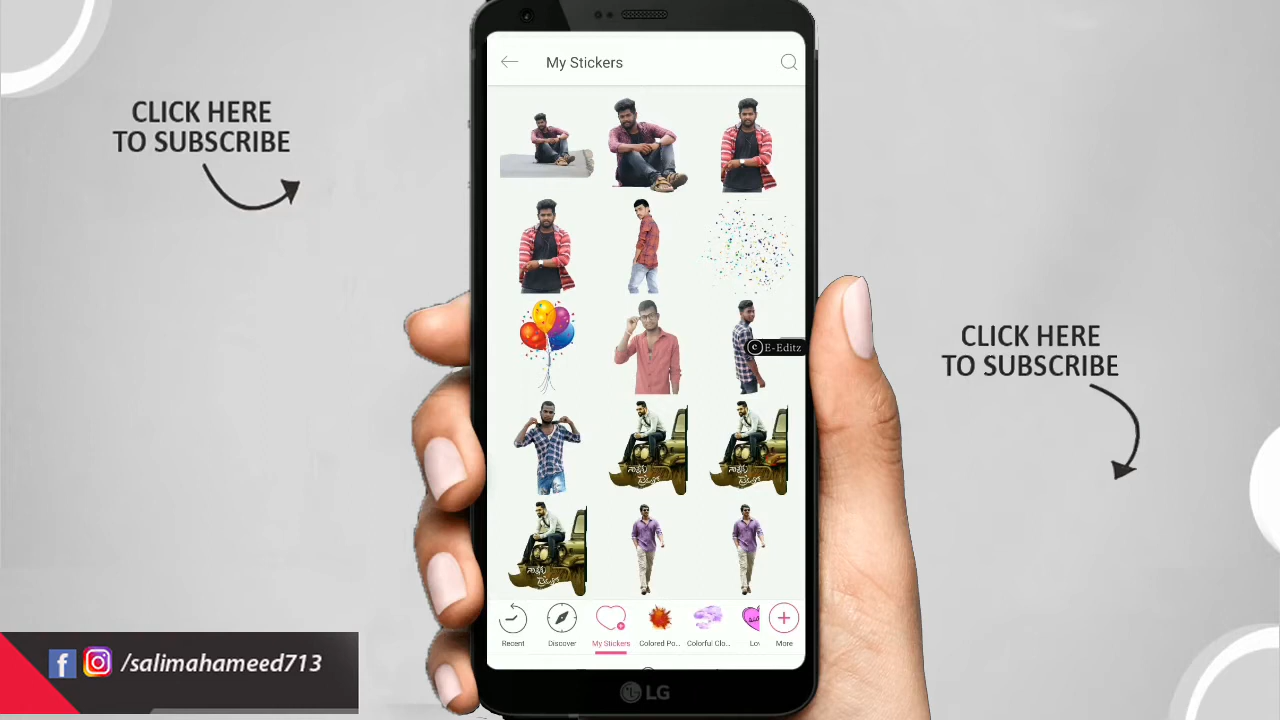 My Stickers
CLICK HERE
TO SUBSCRIBE
C E-Editz
CLICK HERE
TO SUBSCRIBE
Recent
Discover
My Stickers
Colored Po...
Colorful Clo...
More
/salimahameed713
LG